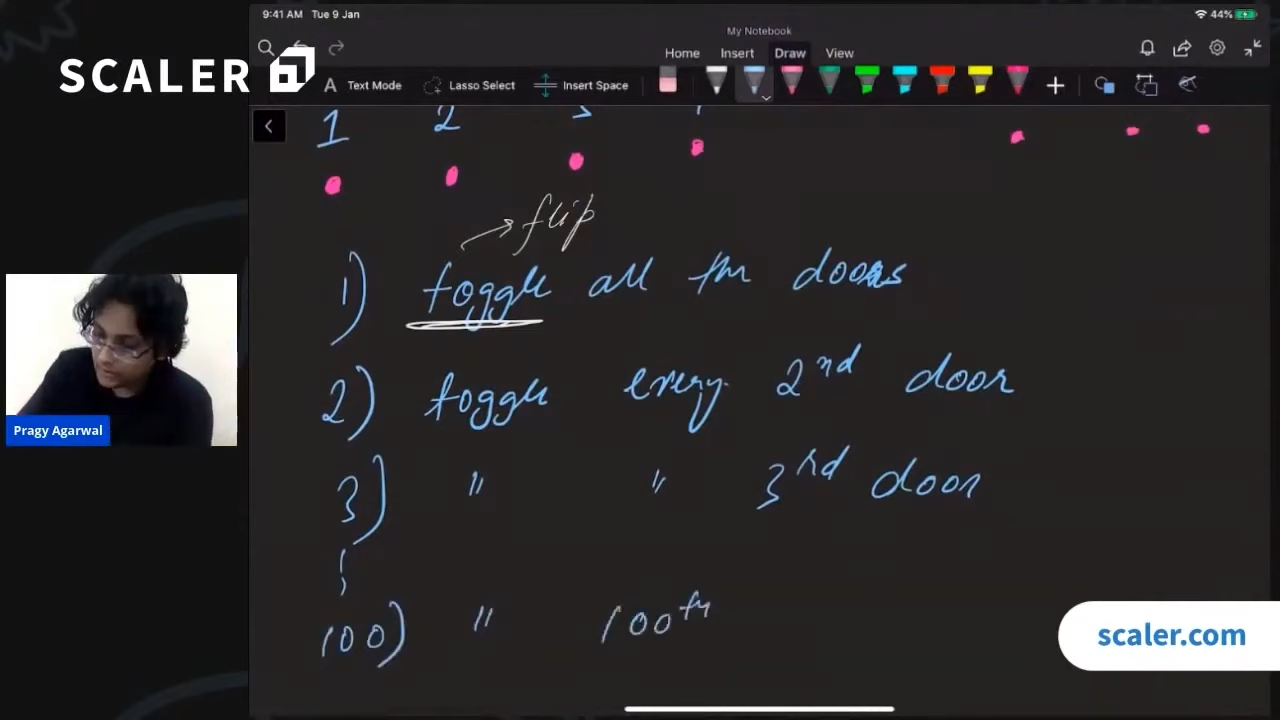 9:41 AM Tue 9 Jan
44%
My Notebook
Home Insert Draw View
SCALER
A Text Mode Lasso Select Insert Space
1 2
flip
1) toggle all the doors
2) toggle every 2nd door
3) " " 3rd door
100) " 100th
Pragy Agarwal
scaler.com